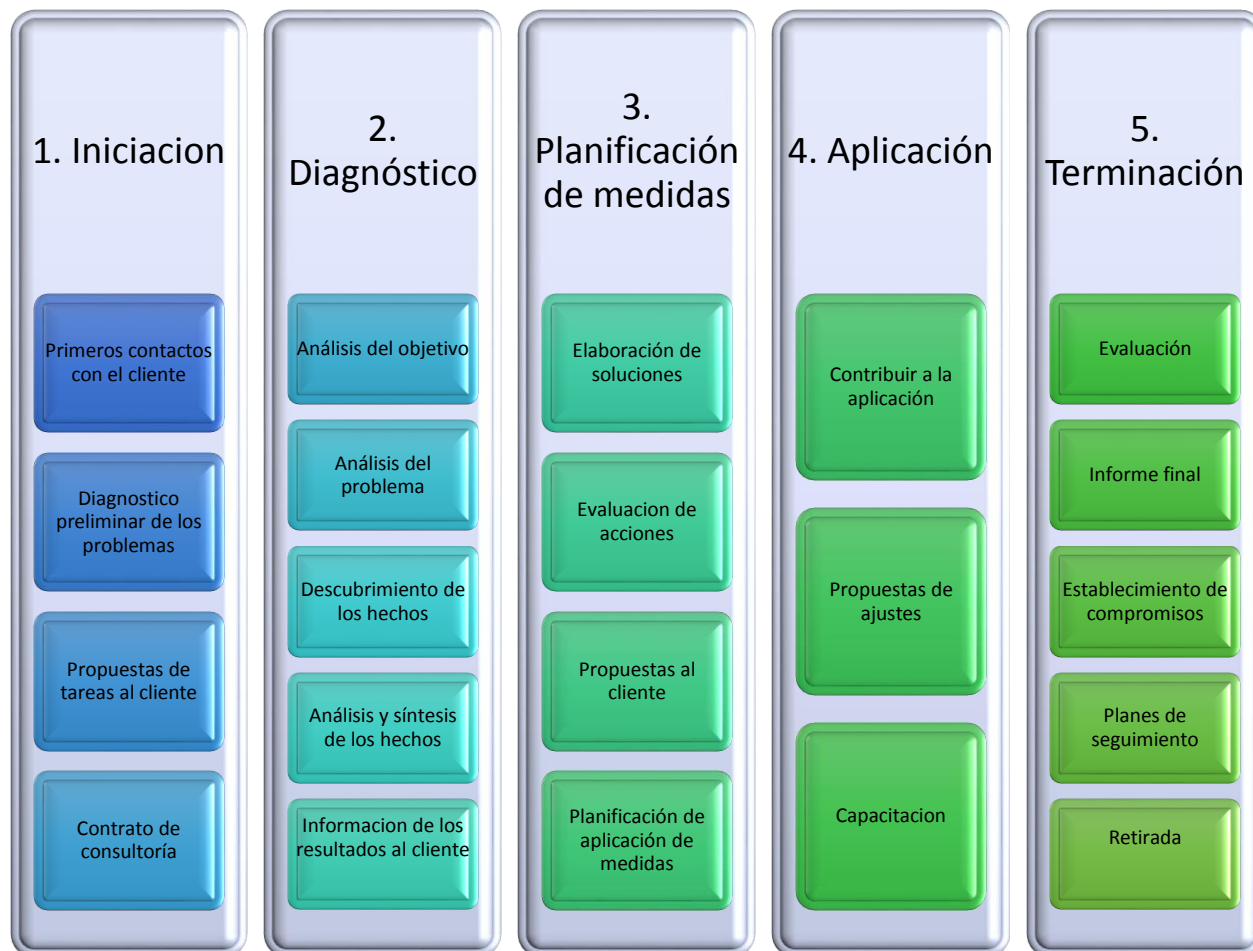 1. Iniciacion
Primeros contactos
con el cliente
Diagnostico
preliminar de los
problemas
Propuestas de
tareas al cliente
Contrato de
consultoría
2.
Diagnóstico
Análisis del objetivo
Análisis del
problema
Descubrimiento de
los hechos
Análisis y síntesis
de los hechos
Informacion de los
resultados al cliente
3.
Planificación
de medidas
Elaboración de
soluciones
Evaluacion de
acciones
Propuestas al
cliente
Planificación de
aplicación de
medidas
4. Aplicación
Contribuir a la
aplicación
Propuestas de
ajustes
Capacitacion
5.
Terminación
Evaluación
Informe final
Establecimiento de
compromisos
Planes de
seguimiento
Retirada